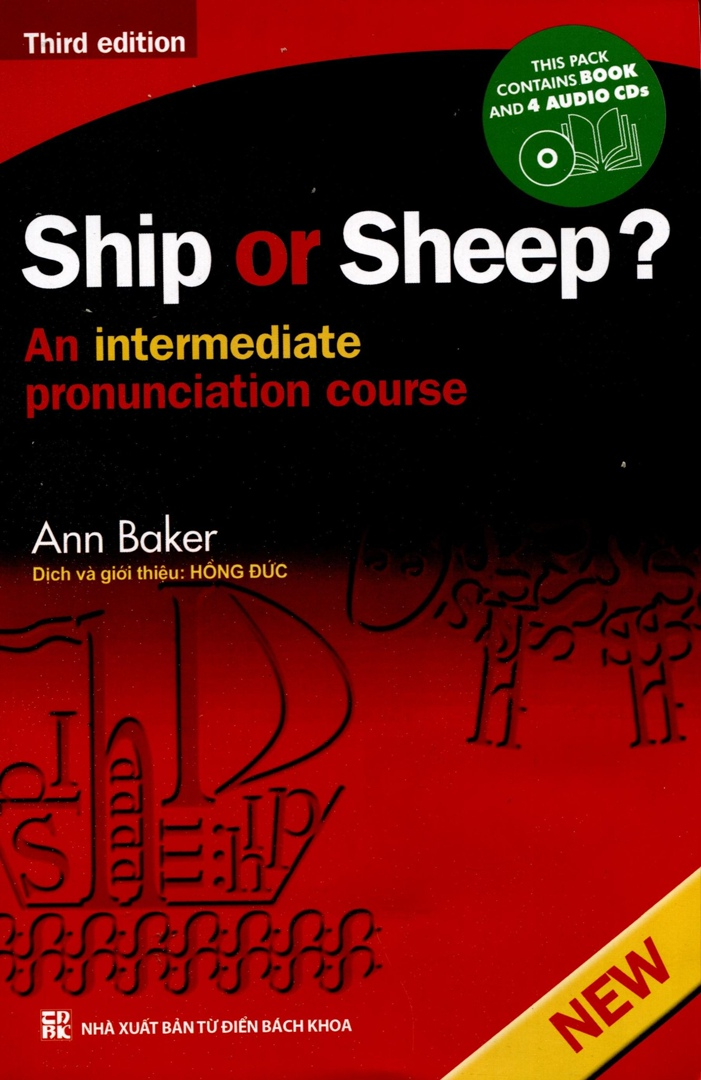 Third edition
THIS PACK
CONTAINS BOOK
AND 4 AUDIO CDs
Ship or Sheep?
An intermediate
pronunciation course
Ann Baker
Dịch và giới thiệu: HỒNG ĐỨC
NEW
NHÀ XUẤT BẢN TỪ ĐIỂN BÁCH KHOA